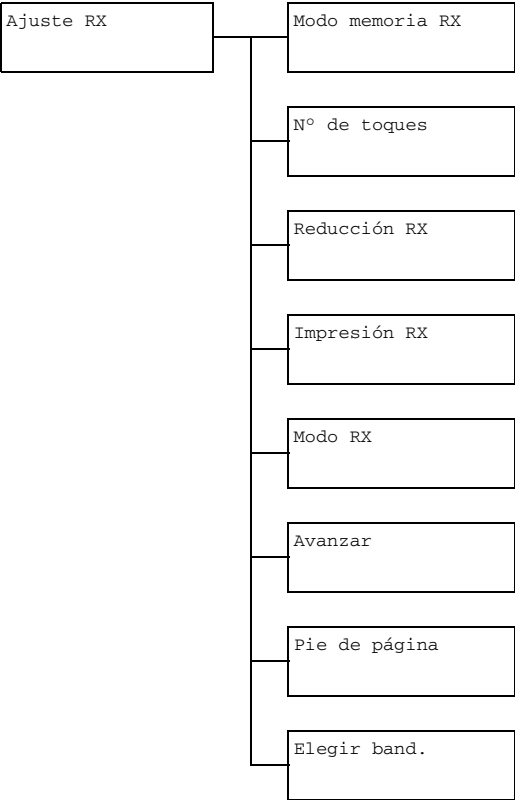 Ajuste RX
Modo memoria RX
Nº de toques
Reducción RX
Impresión RX
Modo RX
Avanzar
Pie de página
Elegir band.